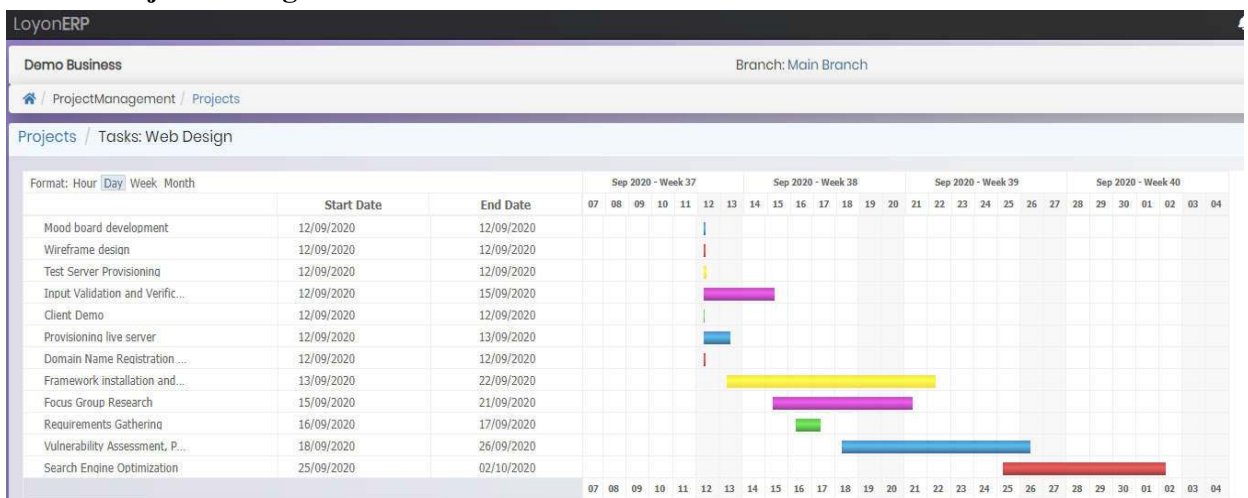 LoyonERP
Demo Business Branch: Main Branch
/ ProjectManagement / Projects
Projects / Tasks: Web Design
Format: Hour Day Week Month Sep 2020 - Week 37 Sep 2020 - Week 38 Sep 2020 - Week 39 Sep 2020 - Week 40
Start Date End Date 07 08 09 10 11 12 13 14 15 16 17 18 19 20 21 22 23 24 25 26 27 28 29 30 01 02 03 04
Mood board development 12/09/2020 12/09/2020
Wireframe design 12/09/2020 12/09/2020
Test Server Provisioning 12/09/2020 12/09/2020
Input Validation and Verific... 12/09/2020 15/09/2020
Client Demo 12/09/2020 12/09/2020
Provisioning live server 12/09/2020 13/09/2020
Domain Name Registration ... 12/09/2020 12/09/2020
Framework installation and... 13/09/2020 22/09/2020
Focus Group Research 15/09/2020 21/09/2020
Requirements Gathering 16/09/2020 17/09/2020
Vulnerability Assessment, P... 18/09/2020 26/09/2020
Search Engine Optimization 25/09/2020 02/10/2020
07 08 09 10 11 12 13 14 15 16 17 18 19 20 21 22 23 24 25 26 27 28 29 30 01 02 03 04